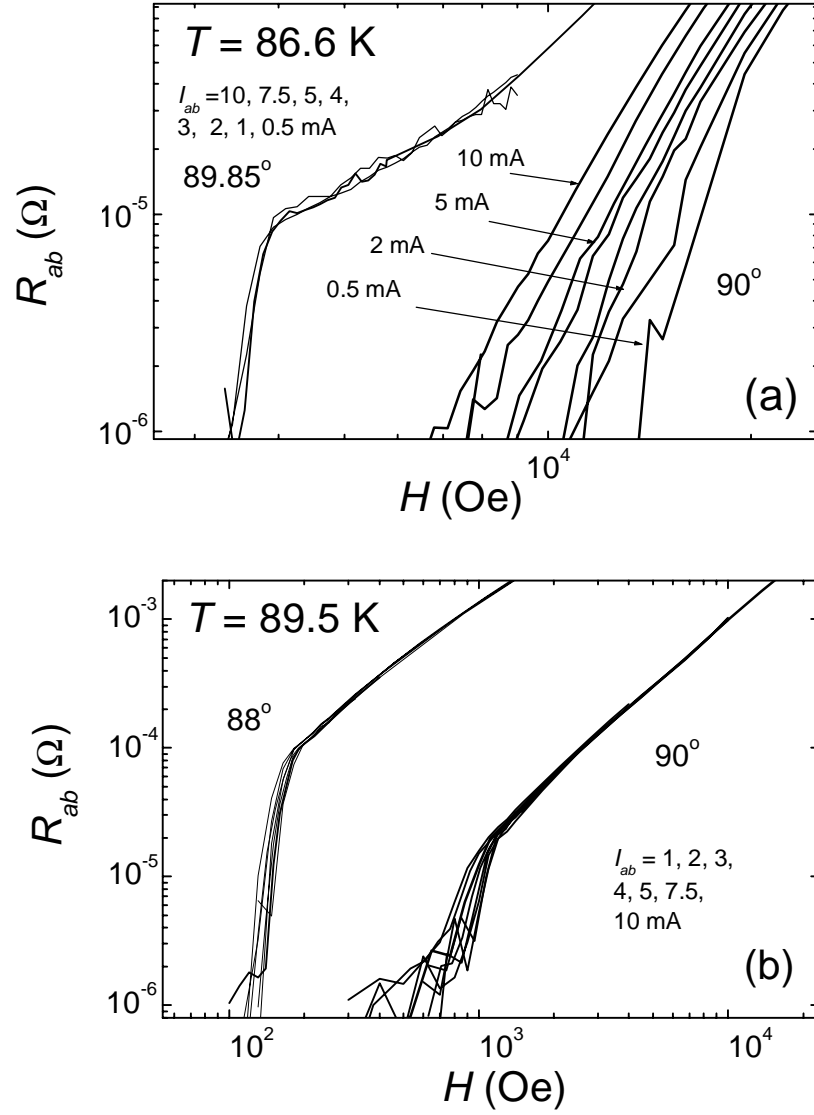 T = 86.6 K
I_ab =10, 7.5, 5, 4,
3, 2, 1, 0.5 mA
89.85°
10 mA
5 mA
2 mA
0.5 mA
90°
(a)
10^-5
10^-6
R_ab (Ω)
10^4
H (Oe)
T = 89.5 K
88°
90°
I_ab = 1, 2, 3,
4, 5, 7.5,
10 mA
(b)
10^-3
10^-4
10^-5
10^-6
R_ab (Ω)
10^2
10^3
10^4
H (Oe)